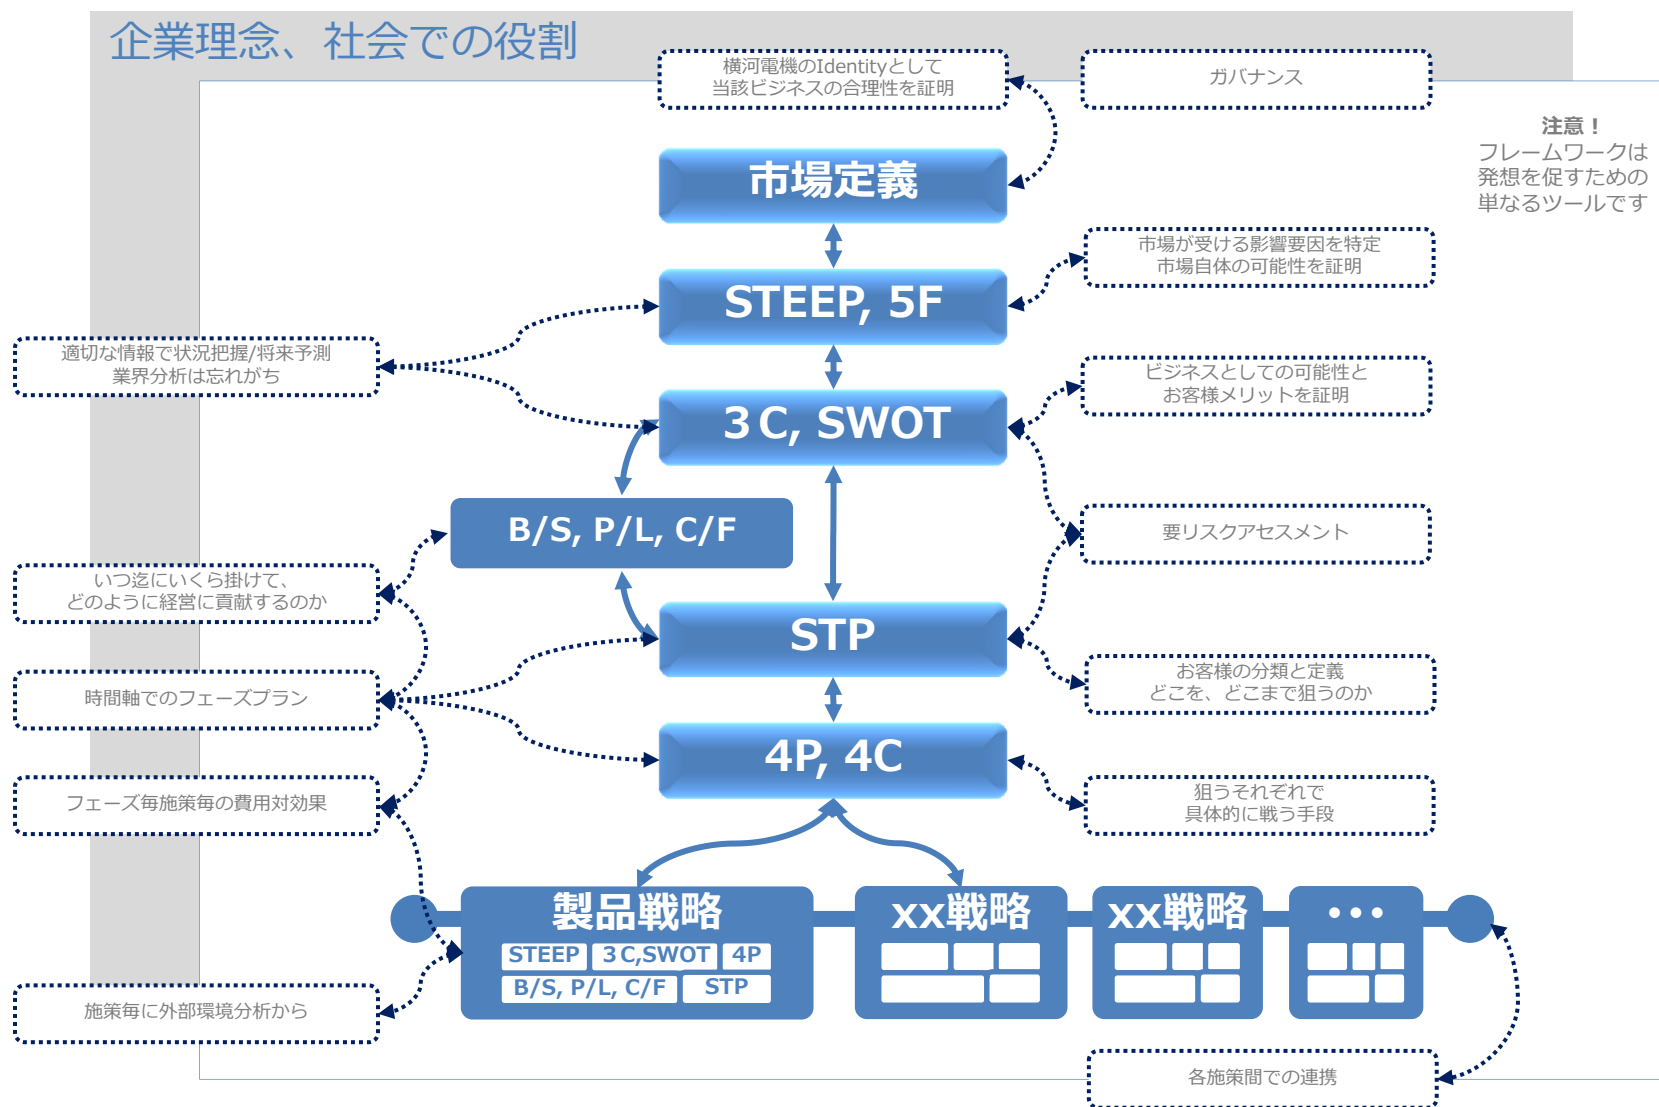 企業理念、社会での役割
横河電機のIdentityとして
当該ビジネスの合理性を証明
ガバナンス
注意！
フレームワークは
発想を促すための
単なるツールです
市場定義
市場が受ける影響要因を特定
市場自体の可能性を証明
STEEP, 5F
適切な情報で状況把握/将来予測
業界分析は忘れがち
ビジネスとしての可能性と
お客様メリットを証明
３C, SWOT
B/S, P/L, C/F
要リスクアセスメント
いつ迄にいくら掛けて、
どのように経営に貢献するのか
STP
お客様の分類と定義
どこを、どこまで狙うのか
時間軸でのフェーズプラン
4P, 4C
狙うそれぞれで
具体的に戦う手段
フェーズ毎施策毎の費用対効果
製品戦略
STEEP
３C,SWOT
4P
B/S, P/L, C/F
STP
xx戦略
xx戦略
・・・
施策毎に外部環境分析から
各施策間での連携